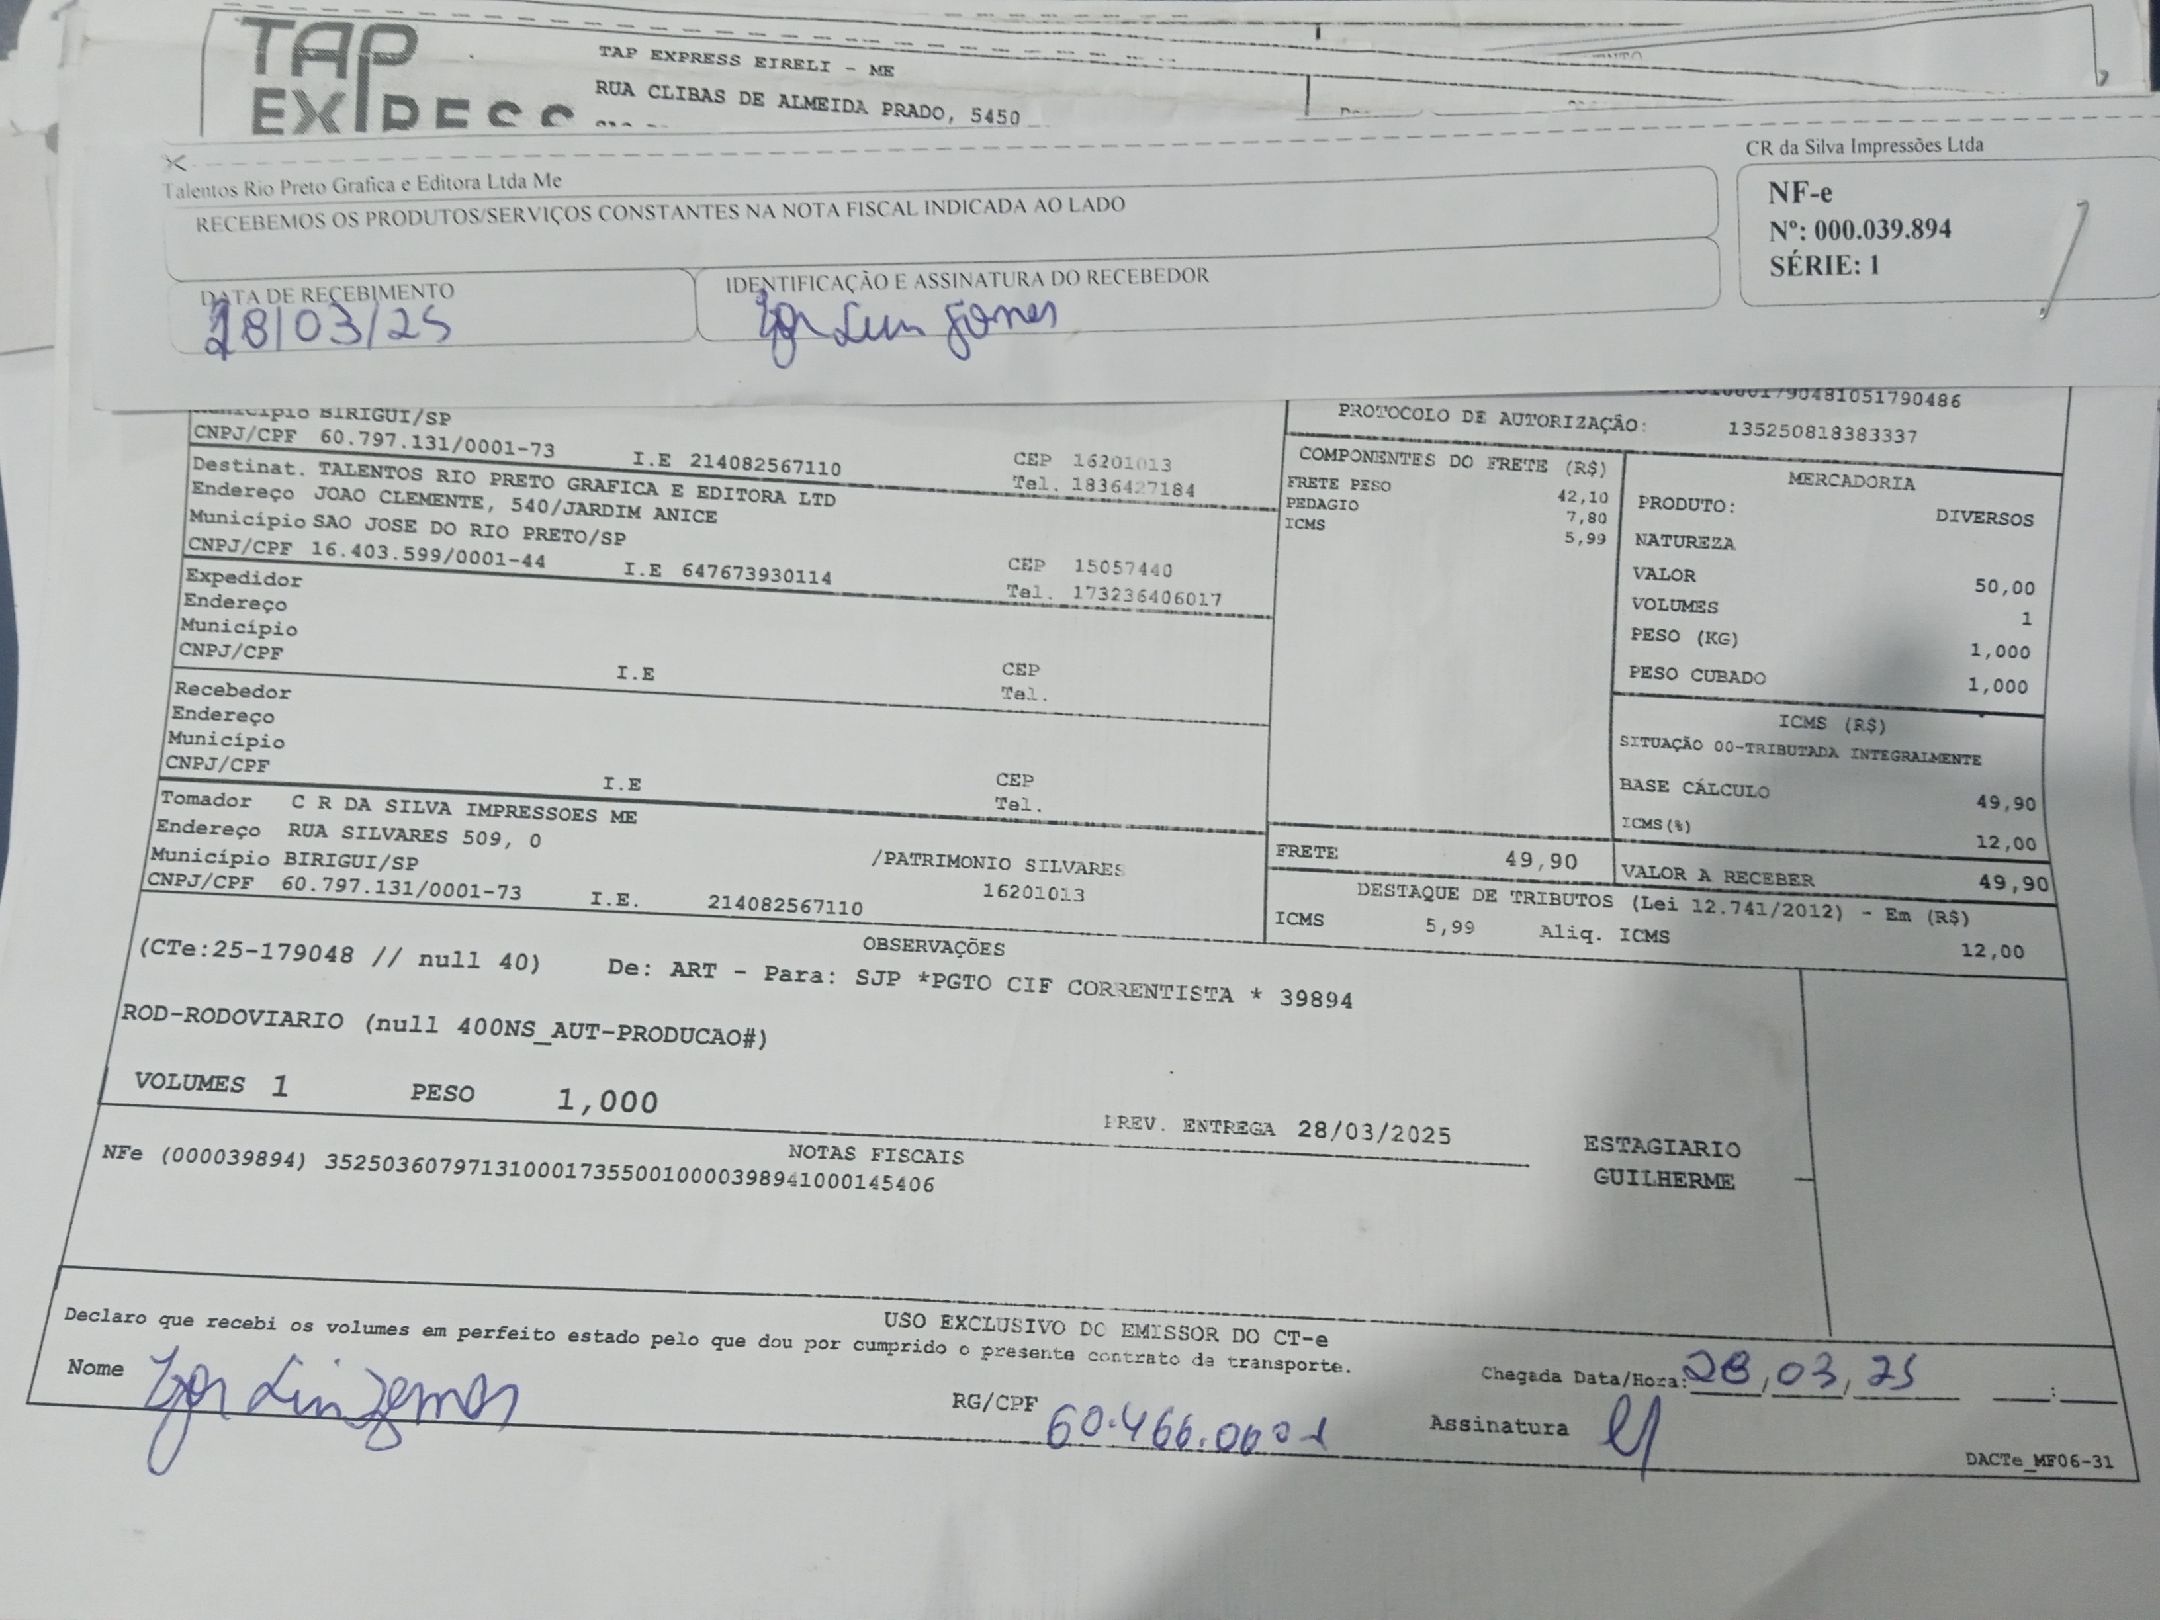 TAP
EXPRESS
TAP EXPRESS EIRELI - ME
RUA CLIBAS DE ALMEIDA PRADO, 5450
CR da Silva Impressões Ltda
Talentos Rio Preto Grafica e Editora Ltda Me
RECEBEMOS OS PRODUTOS/SERVIÇOS CONSTANTES NA NOTA FISCAL INDICADA AO LADO
NF-e
Nº: 000.039.894
SÉRIE: 1
DATA DE RECEBIMENTO
28/03/25
IDENTIFICAÇÃO E ASSINATURA DO RECEBEDOR
Município BIRIGUI/SP
CNPJ/CPF 60.797.131/0001-73 I.E 214082567110
CEP 16201013
Tel. 1836427184
Destinat. TALENTOS RIO PRETO GRAFICA E EDITORA LTD
Endereço JOAO CLEMENTE, 540/JARDIM ANICE
Município SAO JOSE DO RIO PRETO/SP
CNPJ/CPF 16.403.599/0001-44 I.E 647673930114
CEP 15057440
Tel. 173236406017
Expedidor
Endereço
Município
CNPJ/CPF I.E
CEP
Tel.
Recebedor
Endereço
Município
CNPJ/CPF I.E
CEP
Tel.
Tomador C R DA SILVA IMPRESSOES ME
Endereço RUA SILVARES 509, 0 /PATRIMONIO SILVARES
Município BIRIGUI/SP 16201013
CNPJ/CPF 60.797.131/0001-73 I.E. 214082567110
PROTOCOLO DE AUTORIZAÇÃO: 135250818383337
COMPONENTES DO FRETE (R$)
FRETE PESO 42,10
PEDAGIO 7,80
ICMS 5,99
MERCADORIA
PRODUTO: DIVERSOS
NATUREZA
VALOR 50,00
VOLUMES 1
PESO (KG) 1,000
PESO CUBADO 1,000
ICMS (R$)
SITUAÇÃO 00-TRIBUTADA INTEGRALMENTE
BASE CÁLCULO 49,90
ICMS(%) 12,00
FRETE 49,90
VALOR A RECEBER 49,90
DESTAQUE DE TRIBUTOS (Lei 12.741/2012) - Em (R$)
ICMS 5,99 Aliq. ICMS 12,00
OBSERVAÇÕES
(CTe:25-179048 // null 40) De: ART - Para: SJP *PGTO CIF CORRENTISTA * 39894
ROD-RODOVIARIO (null 400NS_AUT-PRODUCAO#)
VOLUMES 1 PESO 1,000
PREV. ENTREGA 28/03/2025
ESTAGIARIO
GUILHERME
NOTAS FISCAIS
NFe (000039894) 35250360797131000173550010000398941000145406
USO EXCLUSIVO DO EMISSOR DO CT-e
Declaro que recebi os volumes em perfeito estado pelo que dou por cumprido o presente contrato de transporte.
Nome
RG/CPF
Chegada Data/Hora: 28,03,25 :
Assinatura
DACTe_MF06-31